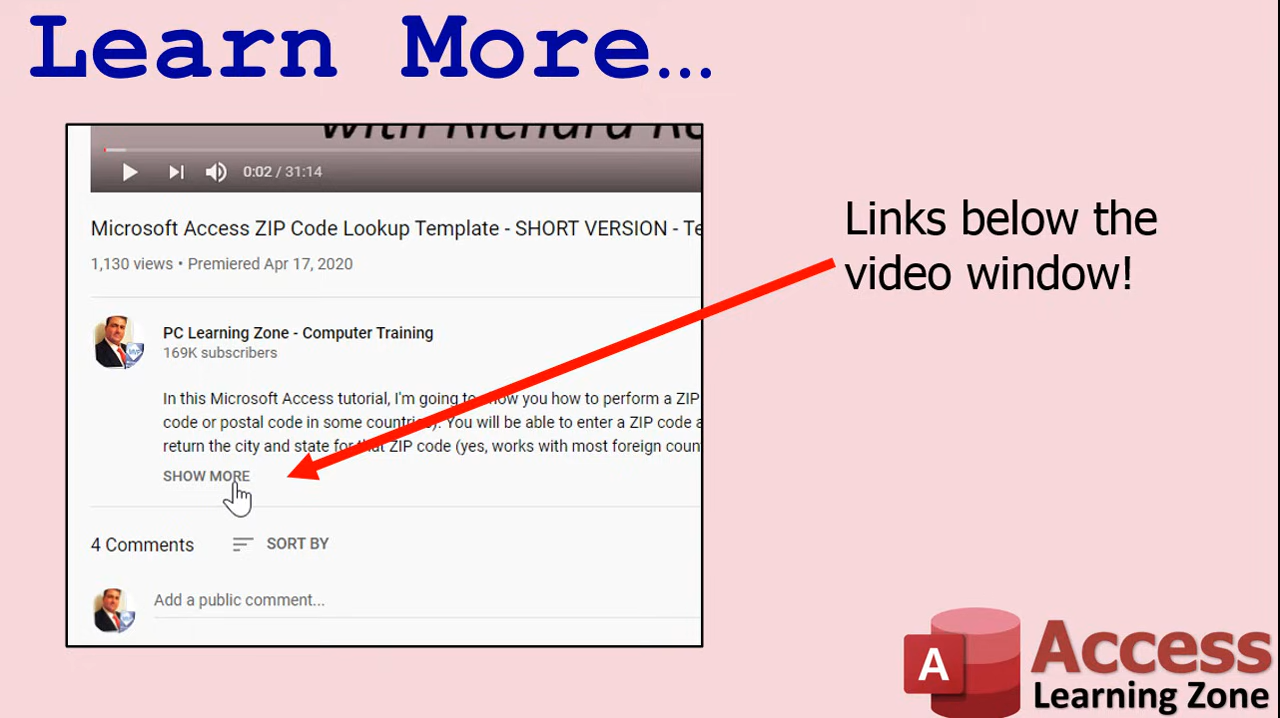 Learn More...
with Richard Ro
0:02 / 31:14
Microsoft Access ZIP Code Lookup Template - SHORT VERSION - Te
1,130 views • Premiered Apr 17, 2020
PC Learning Zone - Computer Training
169K subscribers
In this Microsoft Access tutorial, I'm going to show you how to perform a ZIP
code or postal code in some countries). You will be able to enter a ZIP code a
return the city and state for that ZIP code (yes, works with most foreign coun
SHOW MORE
4 Comments
SORT BY
Add a public comment...
Links below the
video window!
A
Access
Learning Zone